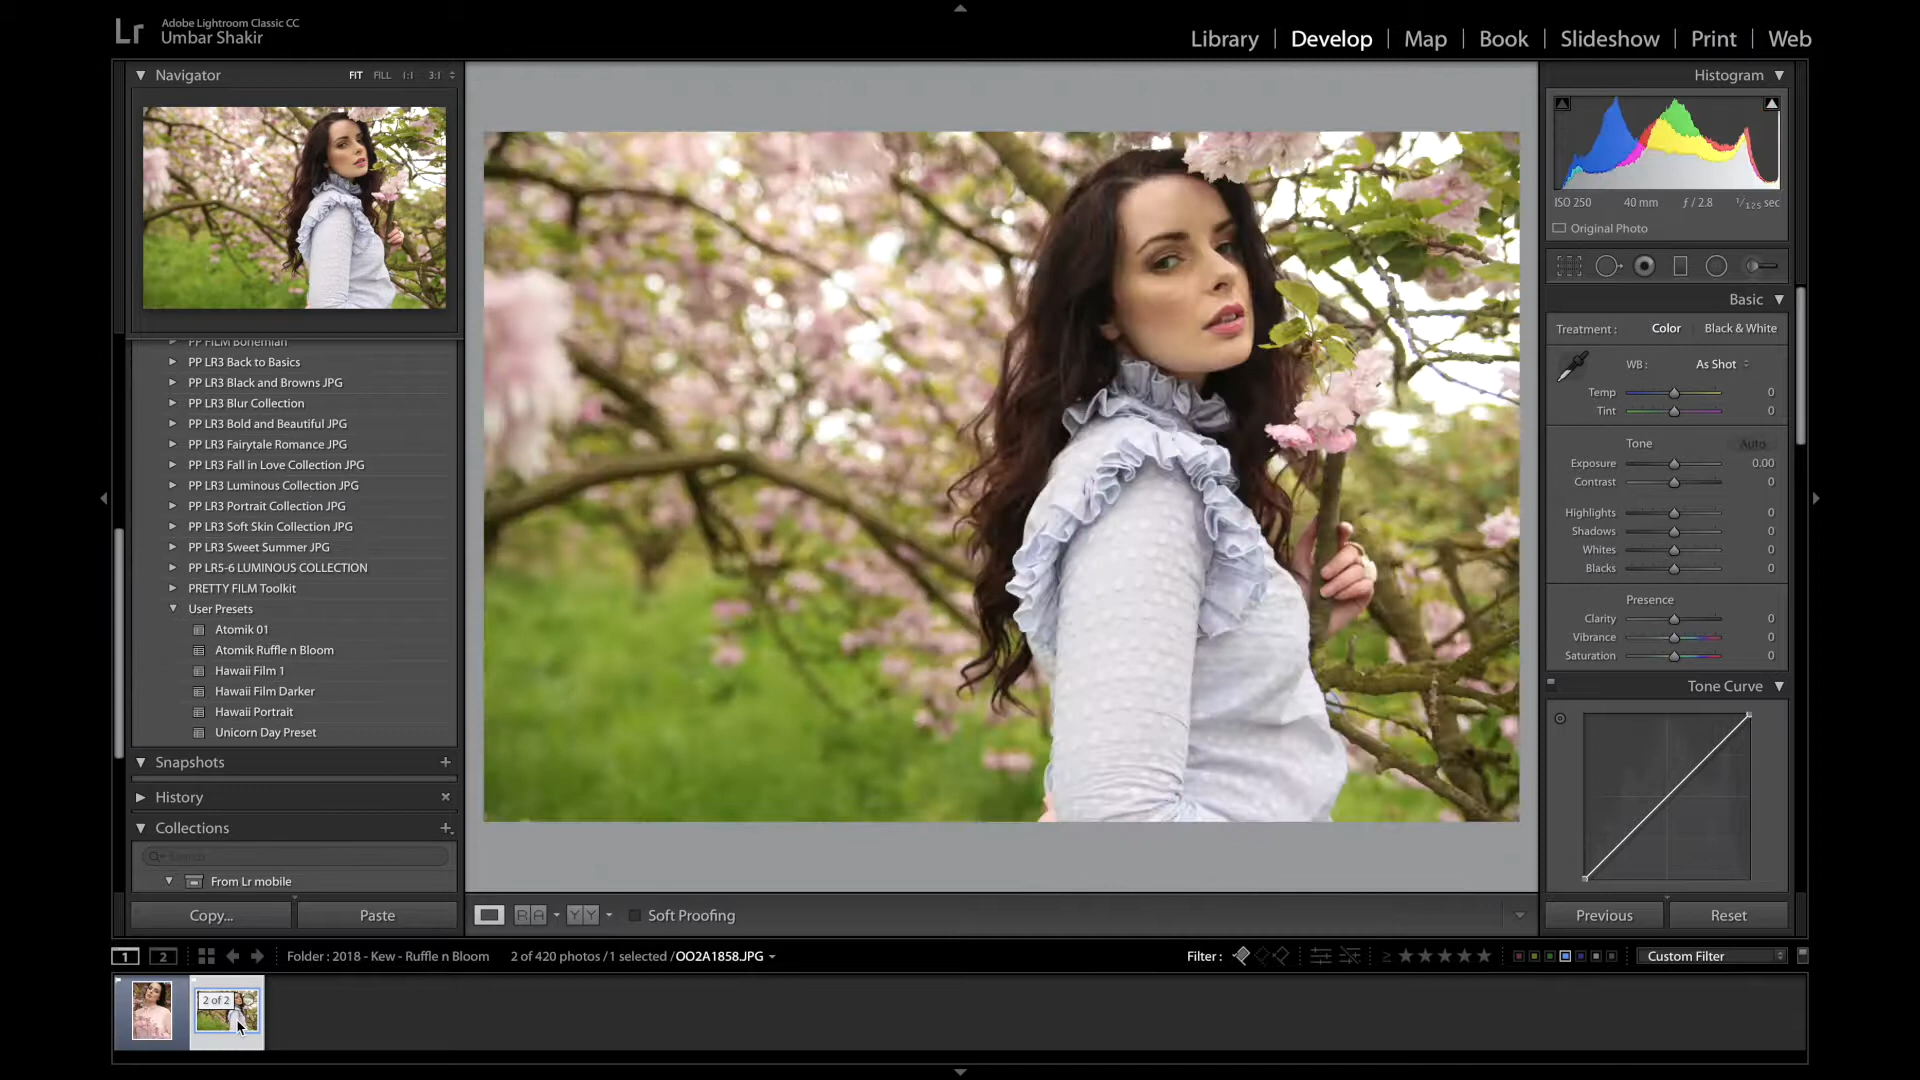 Lr Adobe Lightroom Classic CC
Umbar Shakir
Library | Develop | Map | Book | Slideshow | Print | Web
Navigator FIT FILL 1:1 3:1
PP FILM Bohemian
PP LR3 Back to Basics
PP LR3 Black and Browns JPG
PP LR3 Blur Collection
PP LR3 Bold and Beautiful JPG
PP LR3 Fairytale Romance JPG
PP LR3 Fall in Love Collection JPG
PP LR3 Luminous Collection JPG
PP LR3 Portrait Collection JPG
PP LR3 Soft Skin Collection JPG
PP LR3 Sweet Summer JPG
PP LR5-6 LUMINOUS COLLECTION
PRETTY FILM Toolkit
User Presets
Atomik 01
Atomik Ruffle n Bloom
Hawaii Film 1
Hawaii Film Darker
Hawaii Portrait
Unicorn Day Preset
Snapshots +
History ×
Collections +
Search
From Lr mobile
Copy... Paste
R A Y Y Soft Proofing
Histogram
ISO 250 40 mm ƒ / 2.8 1/125 sec
Original Photo
Basic
Treatment : Color Black & White
WB : As Shot
Temp 0
Tint 0
Tone Auto
Exposure 0.00
Contrast 0
Highlights 0
Shadows 0
Whites 0
Blacks 0
Presence
Clarity 0
Vibrance 0
Saturation 0
Tone Curve
Previous Reset
1 2 Folder : 2018 - Kew - Ruffle n Bloom 2 of 420 photos /1 selected /OO2A1858.JPG Filter : ≥ ★★★★★ Custom Filter
2 of 2